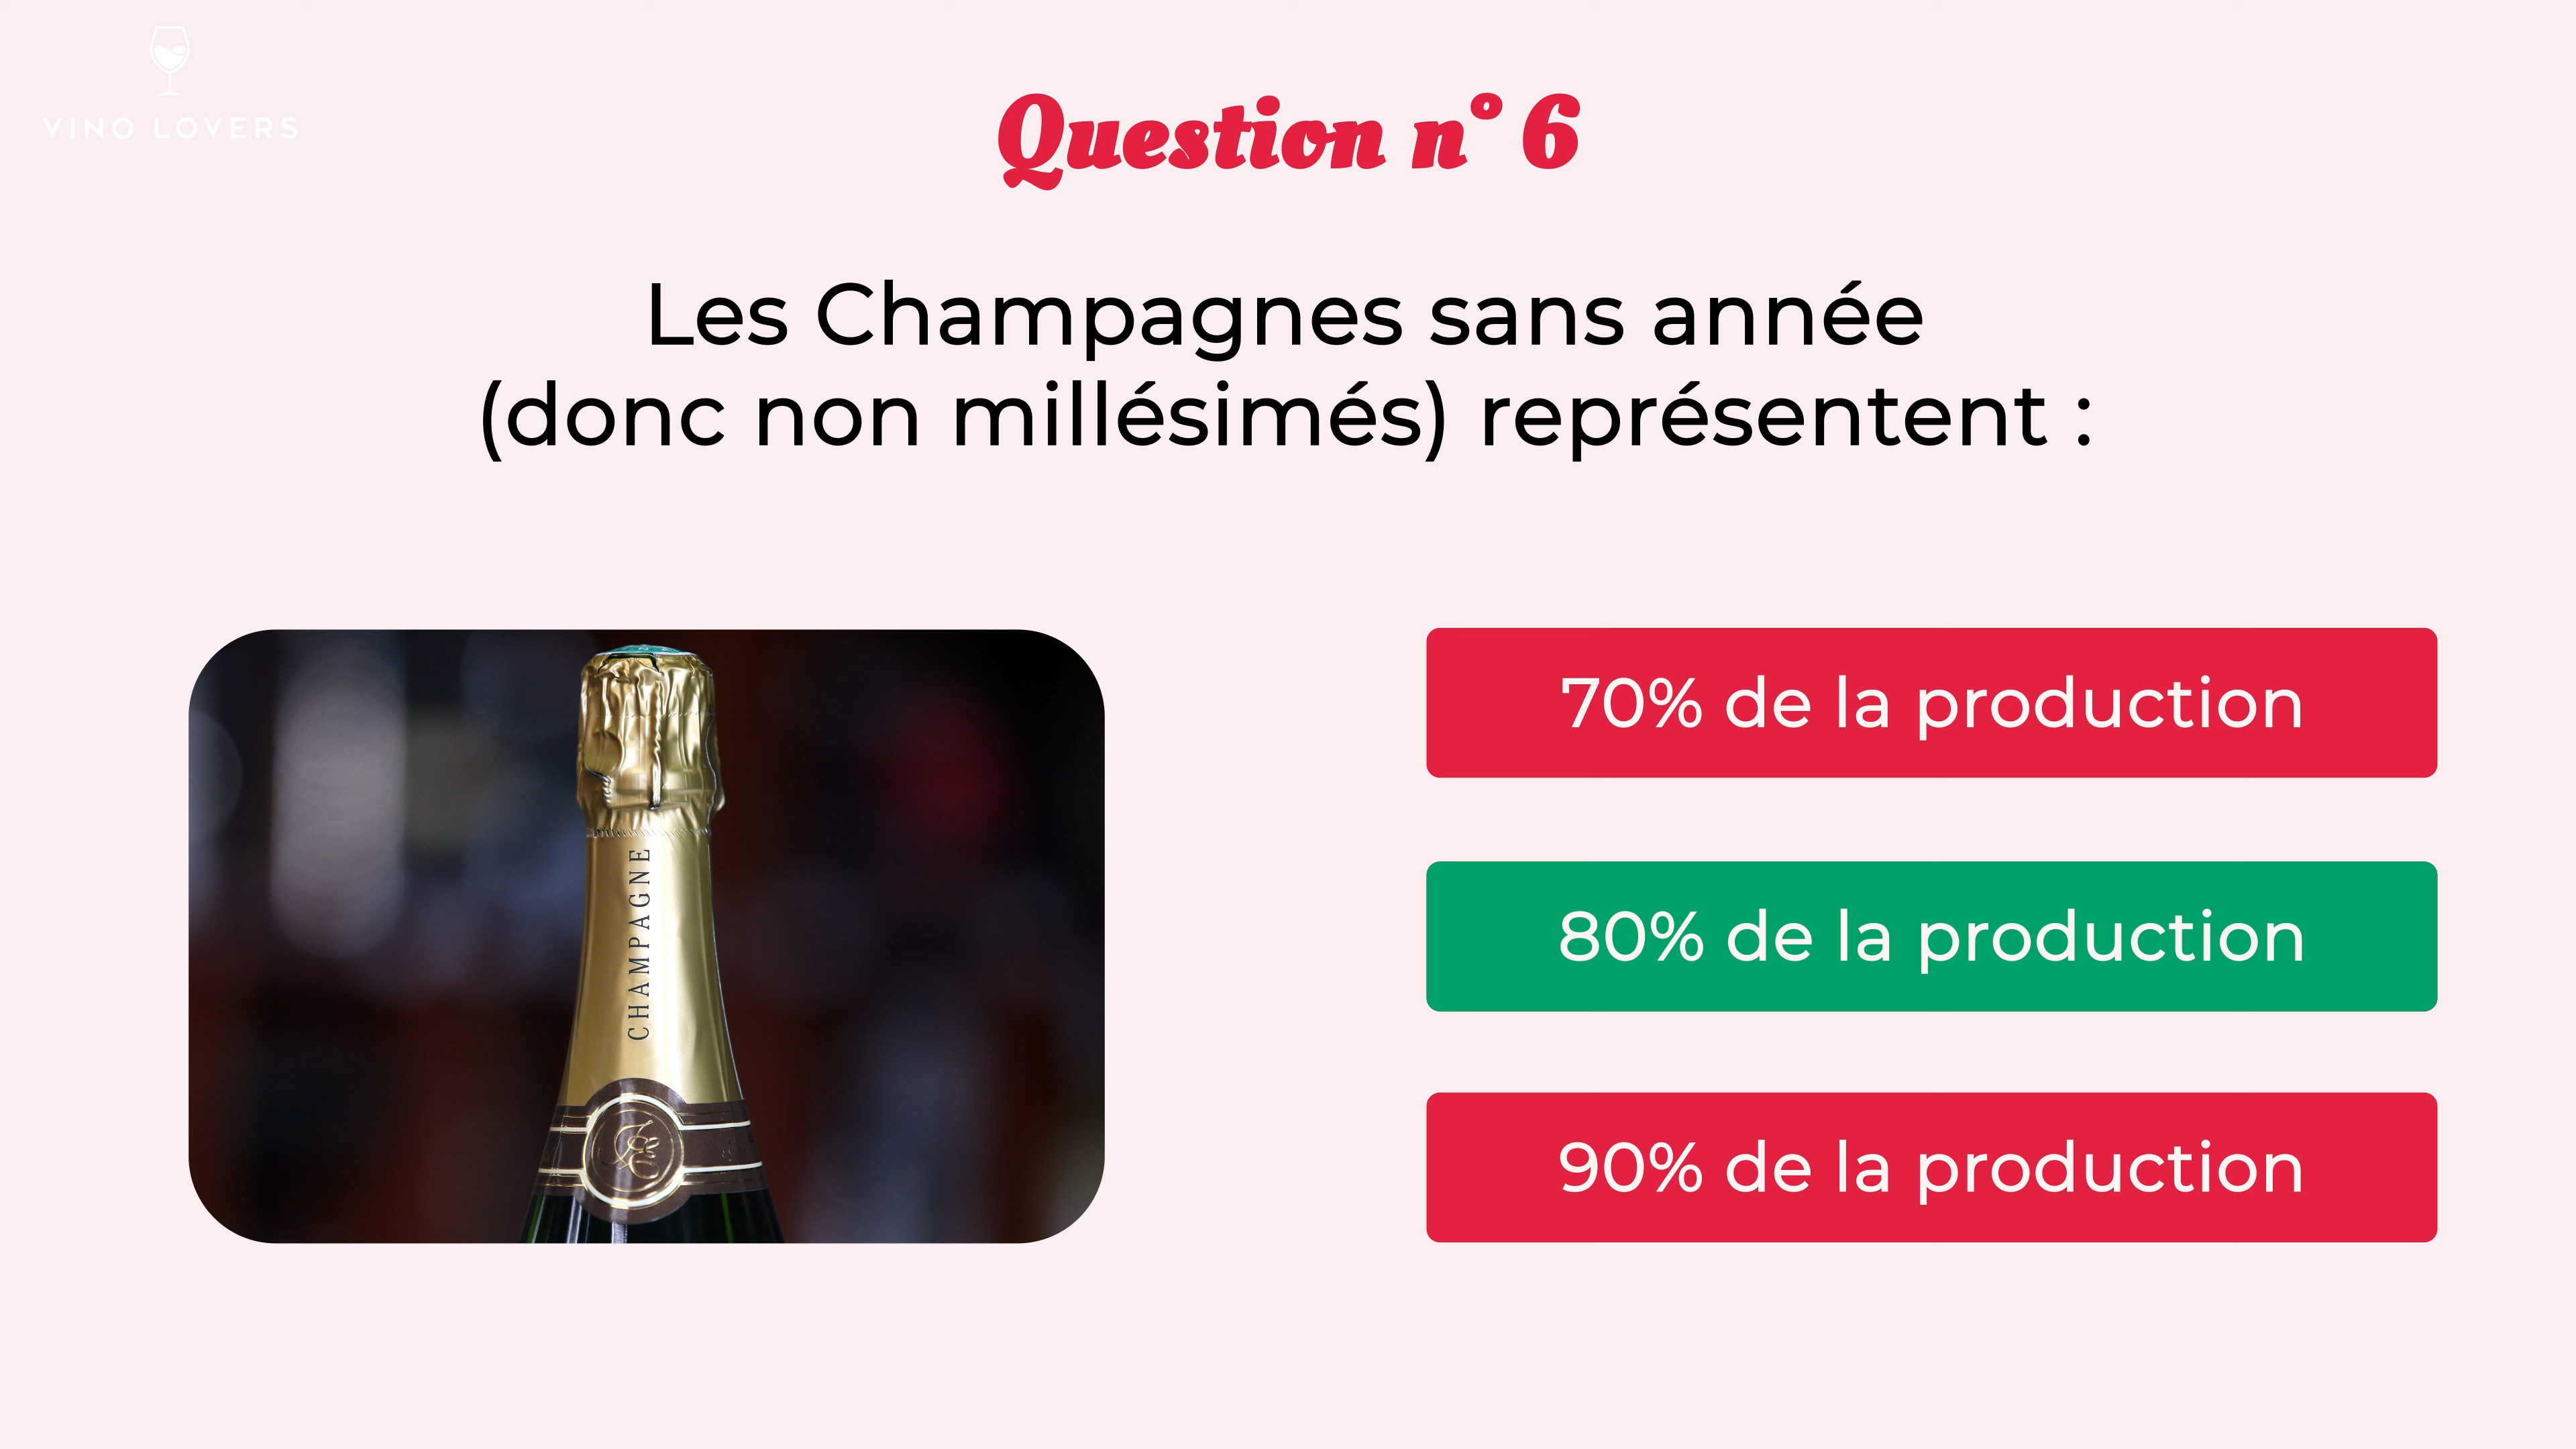 VINO LOVERS
Question n° 6
Les Champagnes sans année
(donc non millésimés) représentent :
CHAMPAGNE
70% de la production
80% de la production
90% de la production